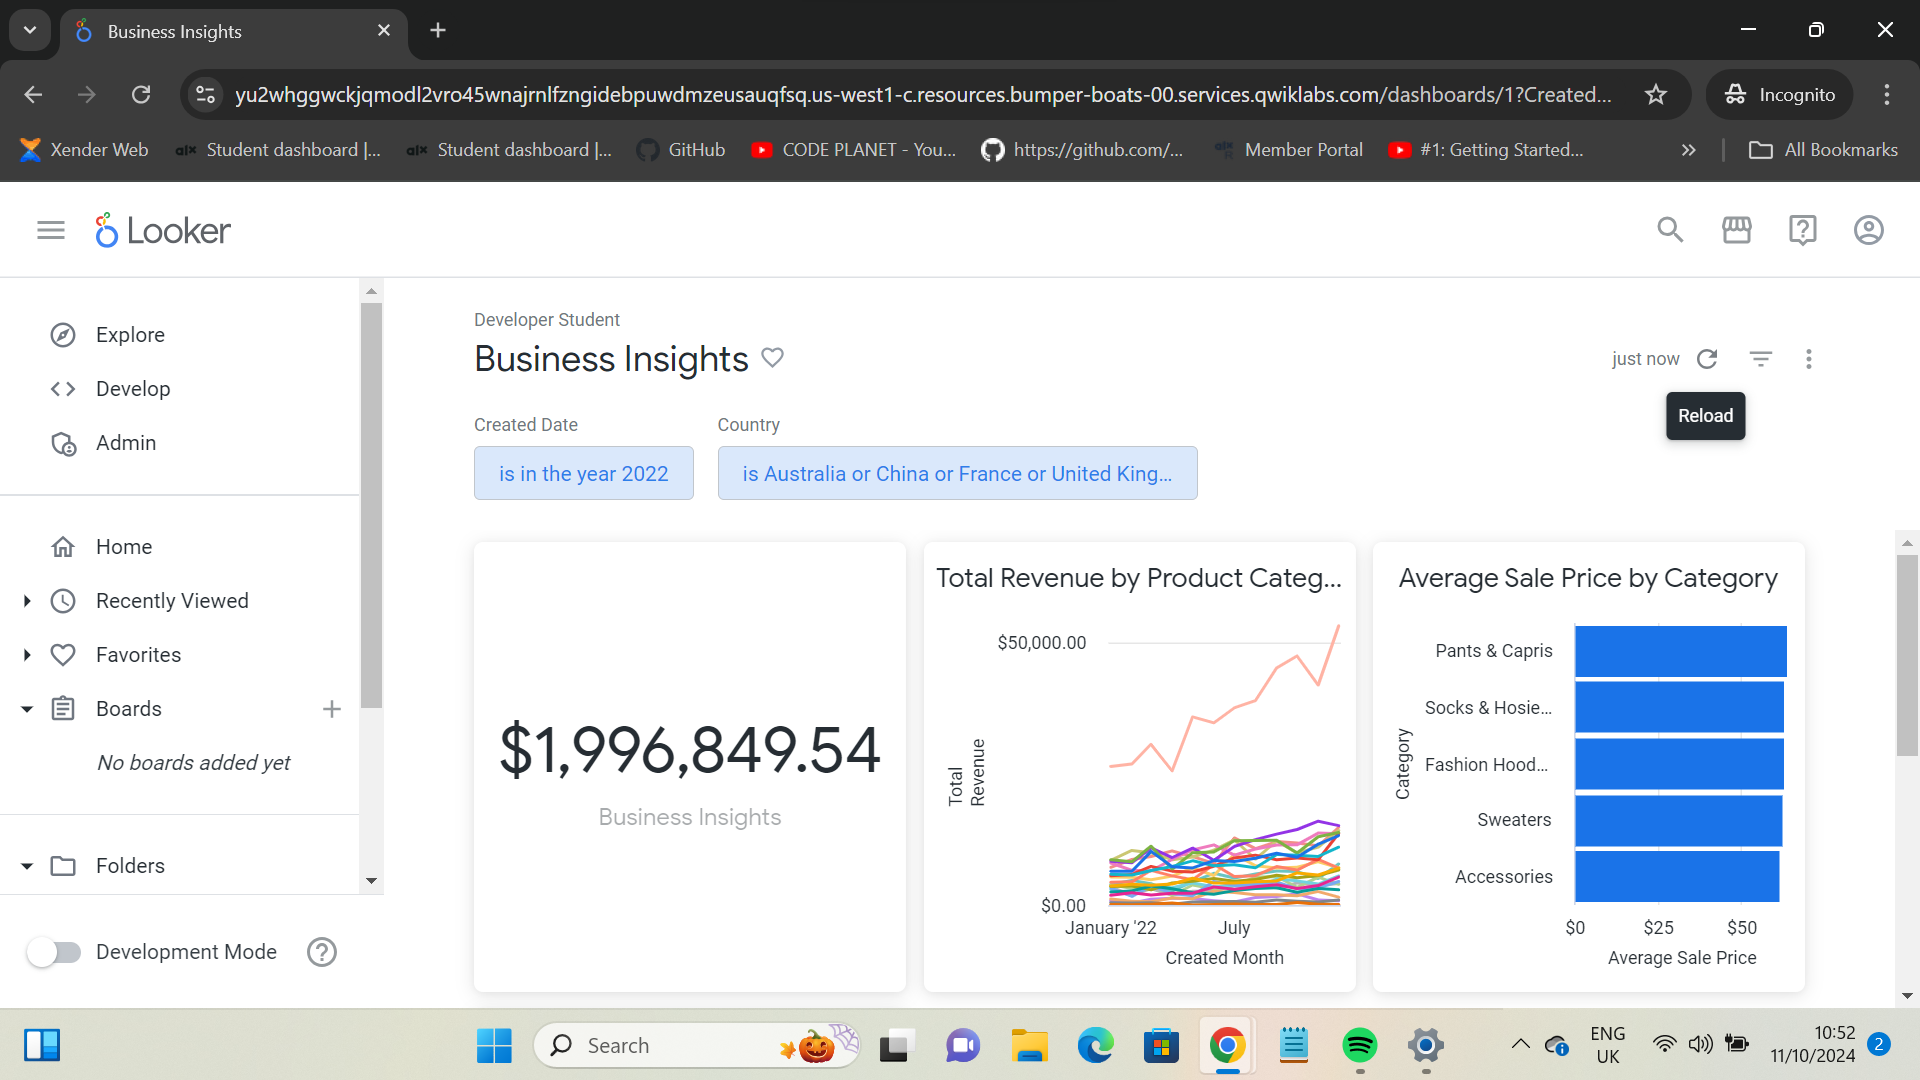 Business Insights
yu2whggwckjqmodl2vro45wnajrnlfzngidebpuwdmzeusauqfsq.us-west1-c.resources.bumper-boats-00.services.qwiklabs.com/dashboards/1?Created...
Incognito
Xender Web
Student dashboard |...
Student dashboard |...
GitHub
CODE PLANET - You...
https://github.com/...
Member Portal
#1: Getting Started...
All Bookmarks
Looker
Explore
Develop
Admin
Home
Recently Viewed
Favorites
Boards
No boards added yet
Folders
Development Mode
Developer Student
Business Insights
just now
Reload
Created Date
Country
is in the year 2022
is Australia or China or France or United King...
$1,996,849.54
Business Insights
Total Revenue by Product Categ...
$50,000.00
$0.00
Total
Revenue
January '22
July
Created Month
Average Sale Price by Category
Category
Pants & Capris
Socks & Hosie...
Fashion Hood...
Sweaters
Accessories
$0
$25
$50
Average Sale Price
Search
ENG
UK
10:52
11/10/2024
2